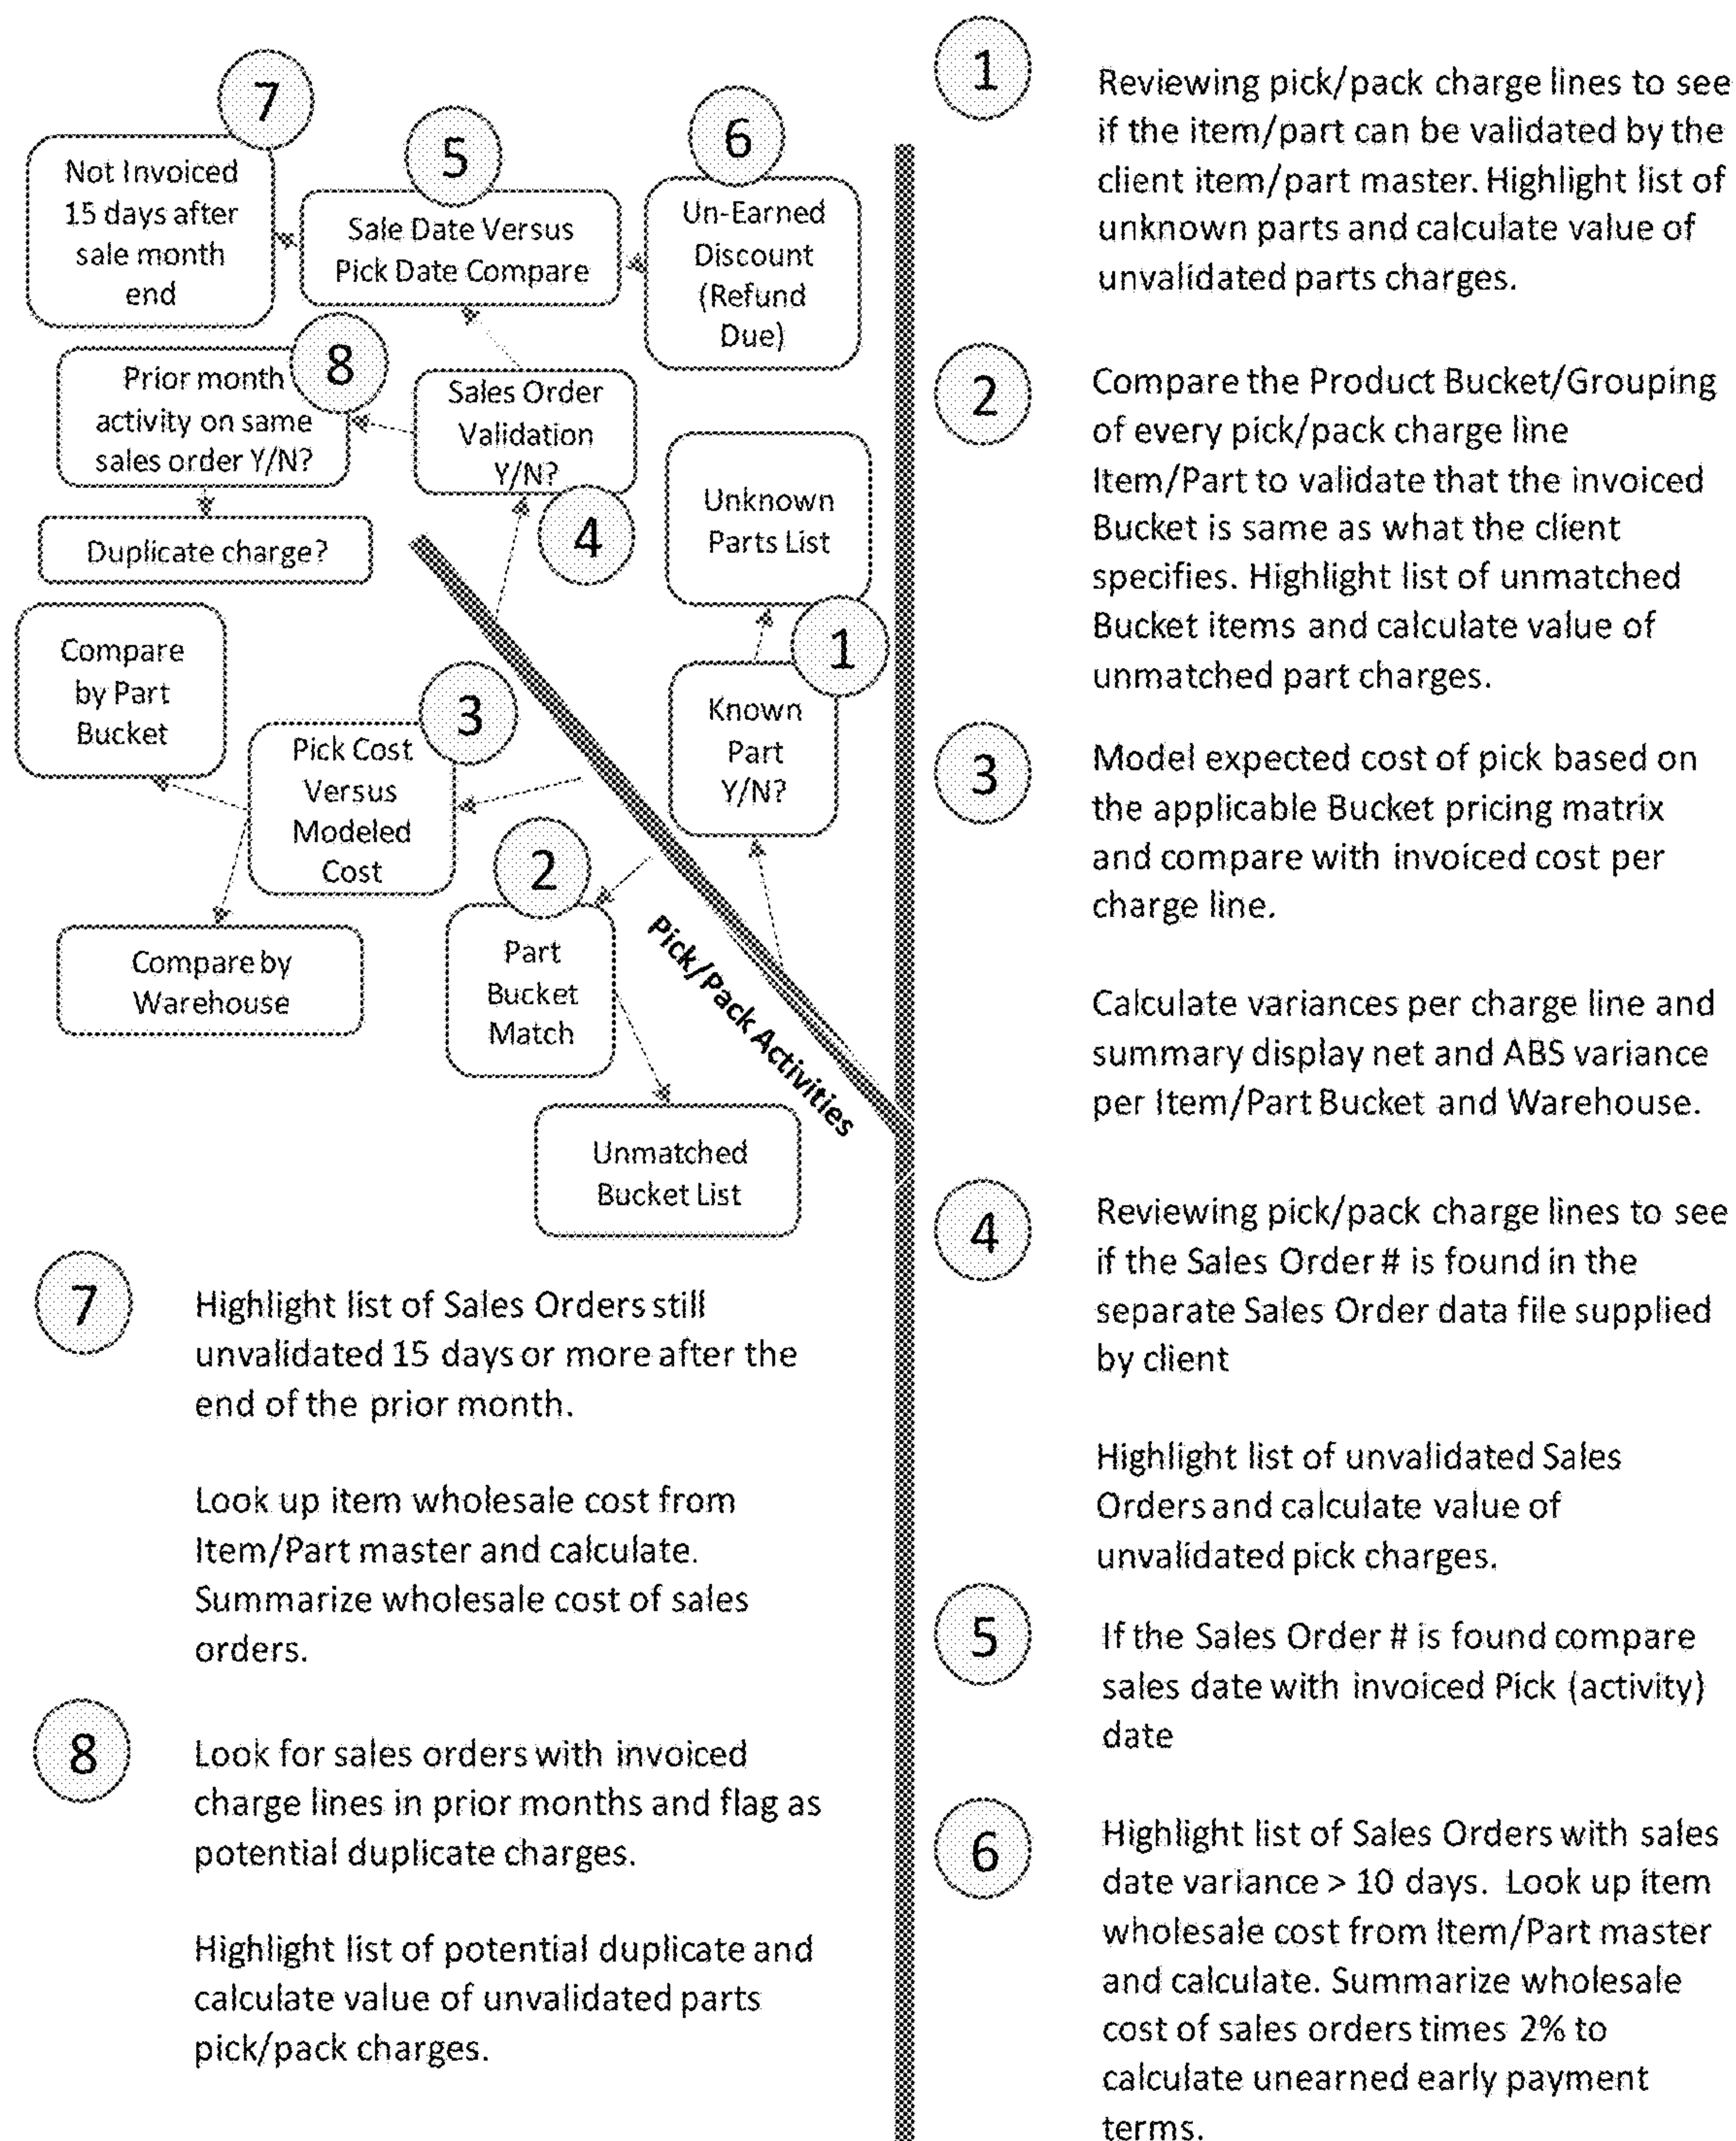 7
Not Invoiced
15 days after
sale month
end
5
Sale Date Versus
Pick Date Compare
6
Un-Earned
Discount
(Refund
Due)
8
Prior month
activity on same
sales order Y/N?
Duplicate charge?
Sales Order
Validation
Y/N?
4
Unknown
Parts List
1
Known
Part
Y/N?
Compare
by Part
Bucket
3
Pick Cost
Versus
Modeled
Cost
Compare by
Warehouse
2
Part
Bucket
Match
Unmatched
Bucket List
Pick/Pack Activities
1
Reviewing pick/pack charge lines to see
if the item/part can be validated by the
client item/part master. Highlight list of
unknown parts and calculate value of
unvalidated parts charges.
2
Compare the Product Bucket/Grouping
of every pick/pack charge line
Item/Part to validate that the invoiced
Bucket is same as what the client
specifies. Highlight list of unmatched
Bucket items and calculate value of
unmatched part charges.
3
Model expected cost of pick based on
the applicable Bucket pricing matrix
and compare with invoiced cost per
charge line.
Calculate variances per charge line and
summary display net and ABS variance
per Item/Part Bucket and Warehouse.
4
Reviewing pick/pack charge lines to see
if the Sales Order # is found in the
separate Sales Order data file supplied
by client
Highlight list of unvalidated Sales
Orders and calculate value of
unvalidated pick charges.
5
If the Sales Order # is found compare
sales date with invoiced Pick (activity)
date
6
Highlight list of Sales Orders with sales
date variance > 10 days. Look up item
wholesale cost from Item/Part master
and calculate. Summarize wholesale
cost of sales orders times 2% to
calculate unearned early payment
terms.
7
Highlight list of Sales Orders still
unvalidated 15 days or more after the
end of the prior month.
Look up item wholesale cost from
Item/Part master and calculate.
Summarize wholesale cost of sales
orders.
8
Look for sales orders with invoiced
charge lines in prior months and flag as
potential duplicate charges.
Highlight list of potential duplicate and
calculate value of unvalidated parts
pick/pack charges.